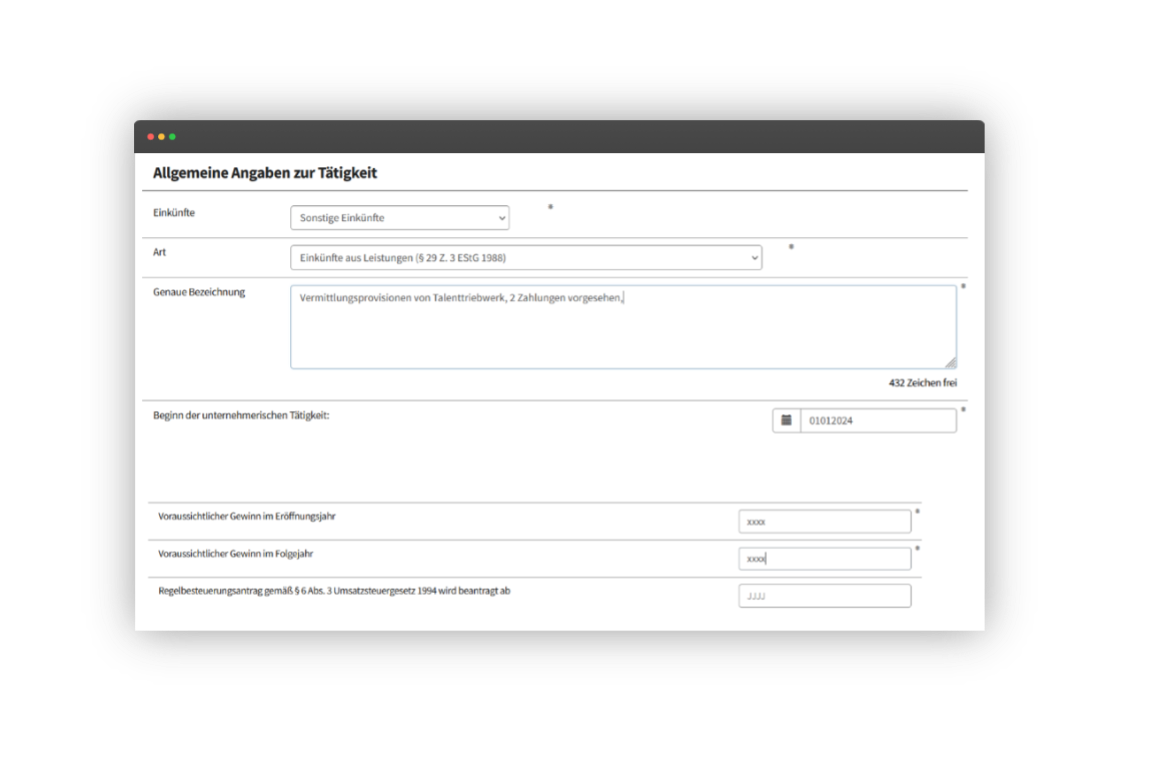 Allgemeine Angaben zur Tätigkeit
Einkünfte
Sonstige Einkünfte
*
Art
Einkünfte aus Leistungen (§ 29 Z. 3 EStG 1988)
*
Genaue Bezeichnung
Vermittlungsprovisionen von Talenttriebwerk, 2 Zahlungen vorgesehen,
*
432 Zeichen frei
Beginn der unternehmerischen Tätigkeit:
01012024
*
Voraussichtlicher Gewinn im Eröffnungsjahr
xxxx
*
Voraussichtlicher Gewinn im Folgejahr
xxxx
*
Regelbesteuerungsantrag gemäß § 6 Abs. 3 Umsatzsteuergesetz 1994 wird beantragt ab
JJJJ